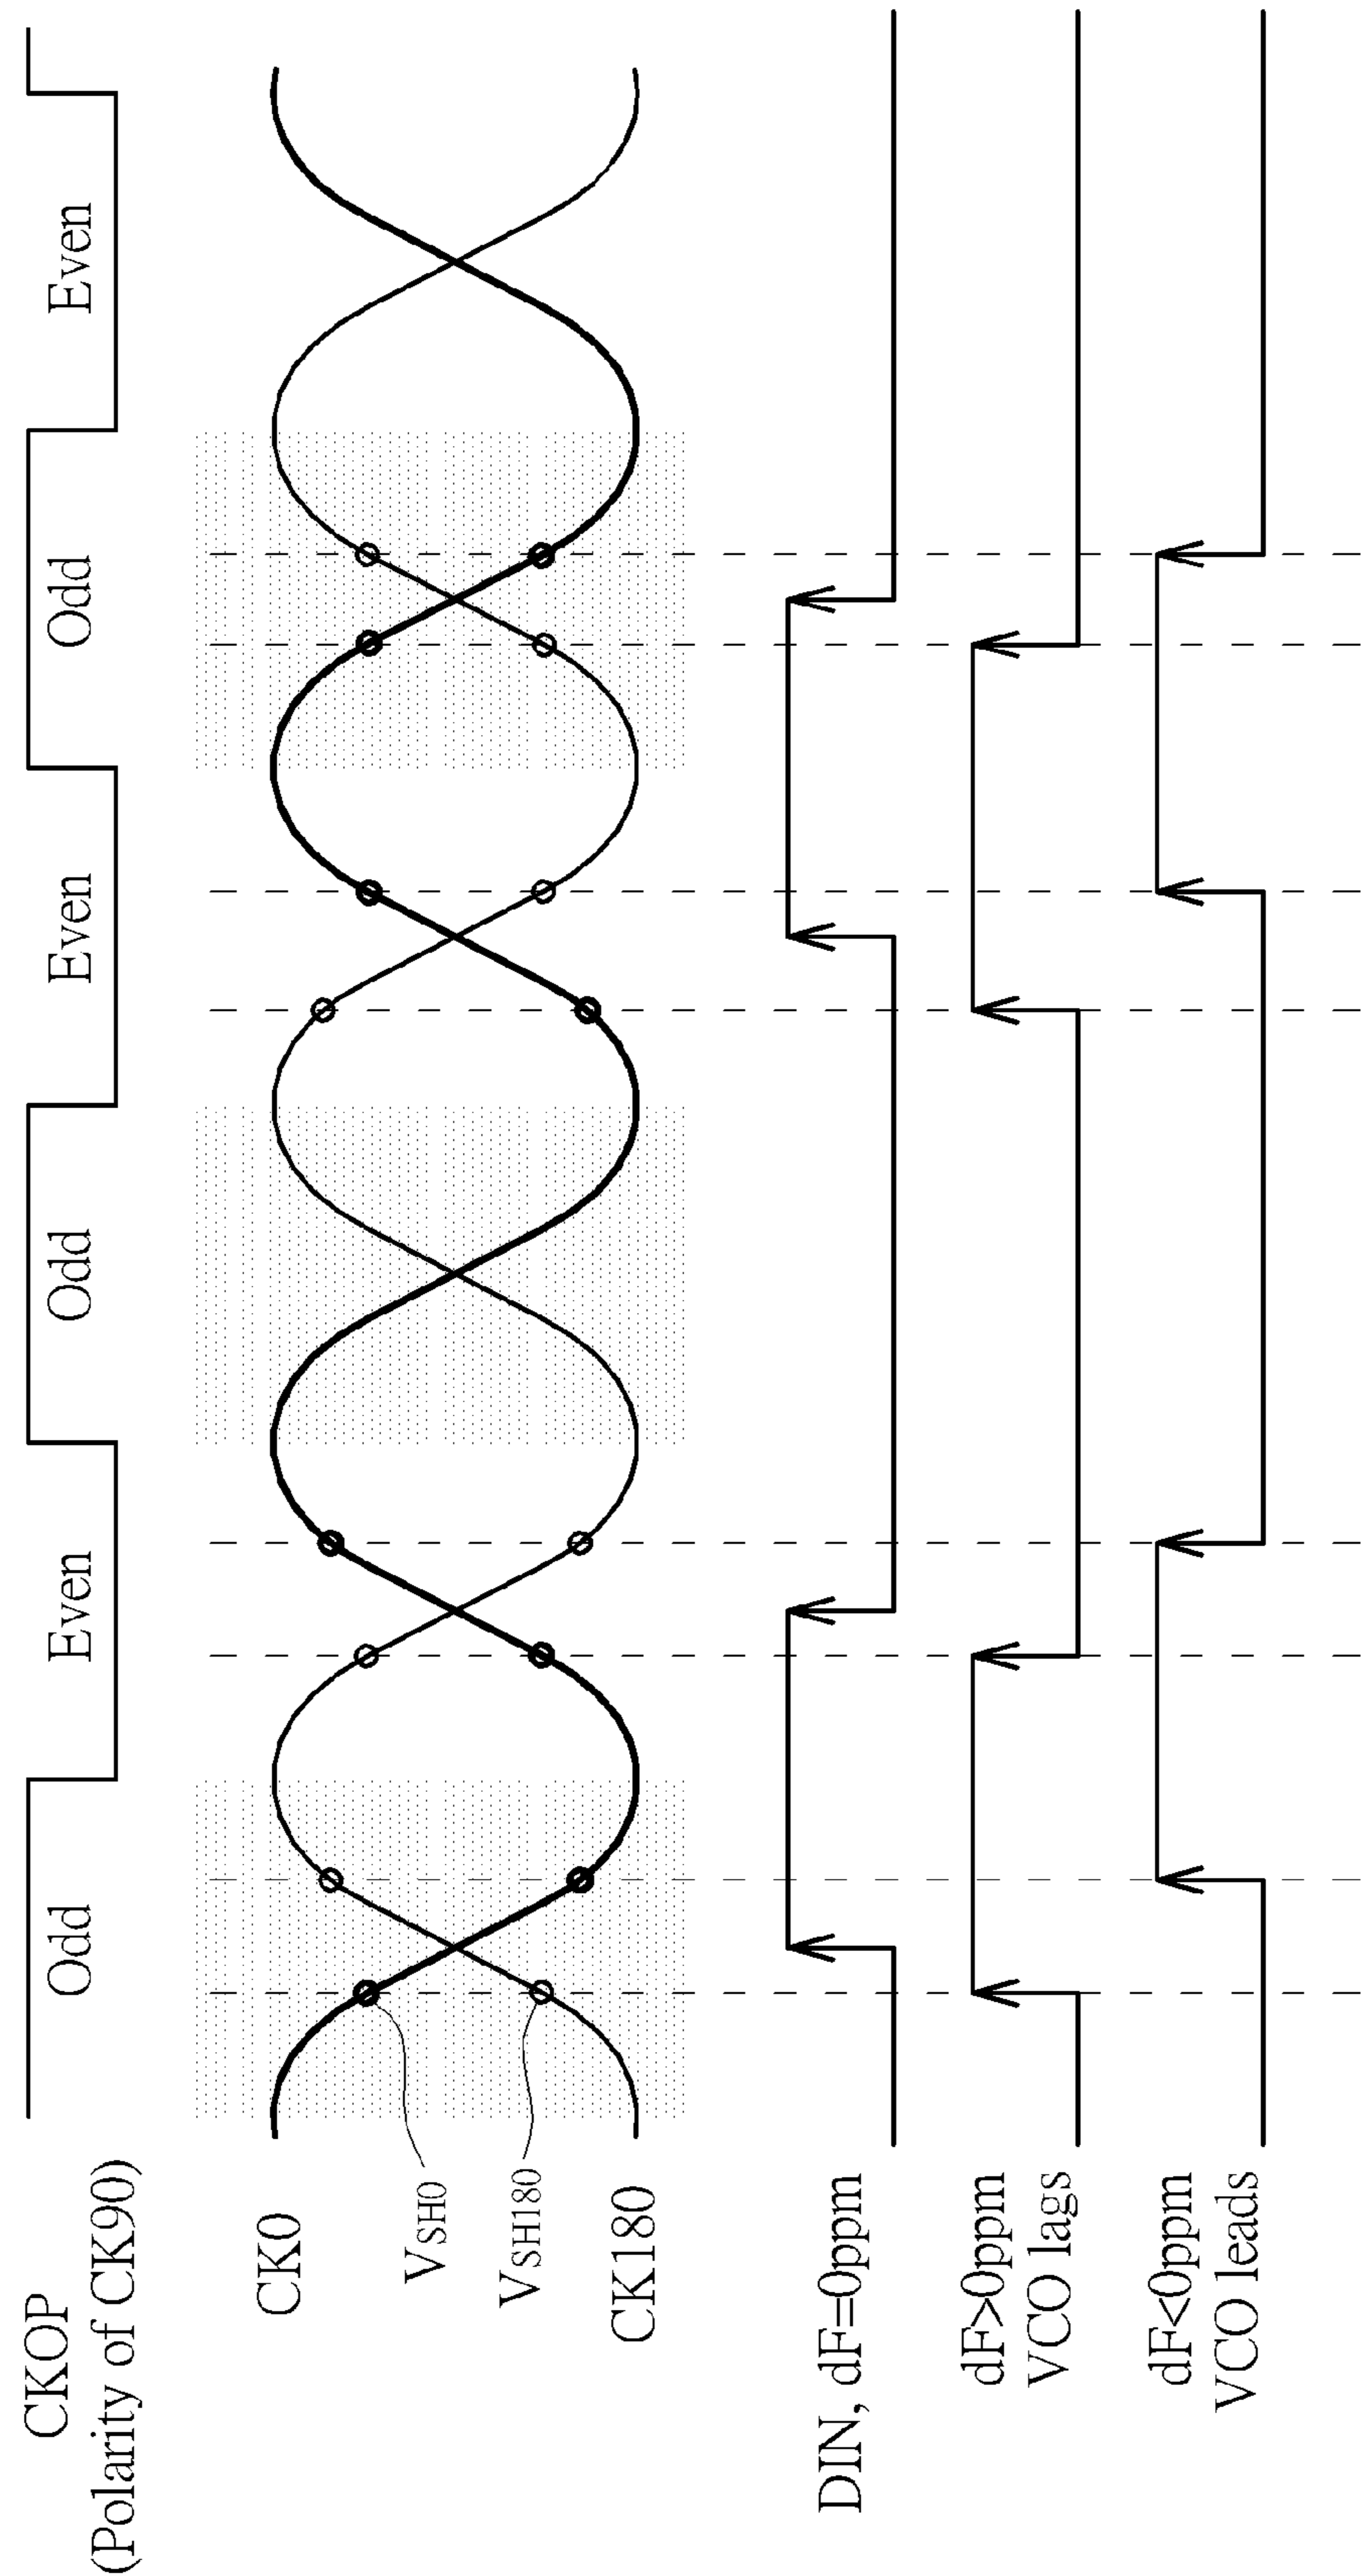 CKOP
(Polarity of CK90)
Odd
Even
Odd
Even
Odd
Even
CK0
VSH0
VSH180
CK180
DIN, dF=0ppm
dF>0ppm
VCO lags
dF<0ppm
VCO leads